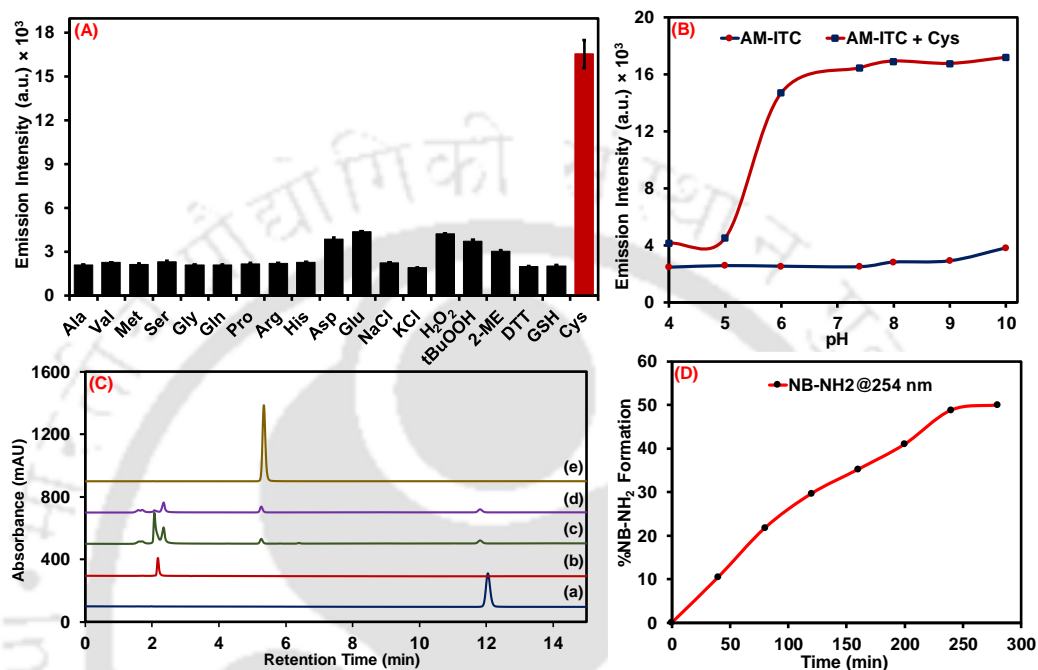 (A)
Emission Intensity (a.u.) × 10³
18
15
12
9
6
3
0
Ala Val Met Ser Gly Gln Pro Arg His Asp Glu NaCl KCl H₂O₂ tBuOOH 2-ME DTT GSH Cys
(B)
AM-ITC AM-ITC + Cys
Emission Intensity (a.u.) × 10³
20
16
12
8
4
0
4 5 6 7 8 9 10
pH
(C)
Absorbance (mAU)
1600
1200
800
400
0
(e)
(d)
(c)
(b)
(a)
0 2 4 6 8 10 12 14
Retention Time (min)
(D)
NB-NH2@254 nm
%NB-NH₂ Formation
60
50
40
30
20
10
0
0 50 100 150 200 250 300
Time (min)